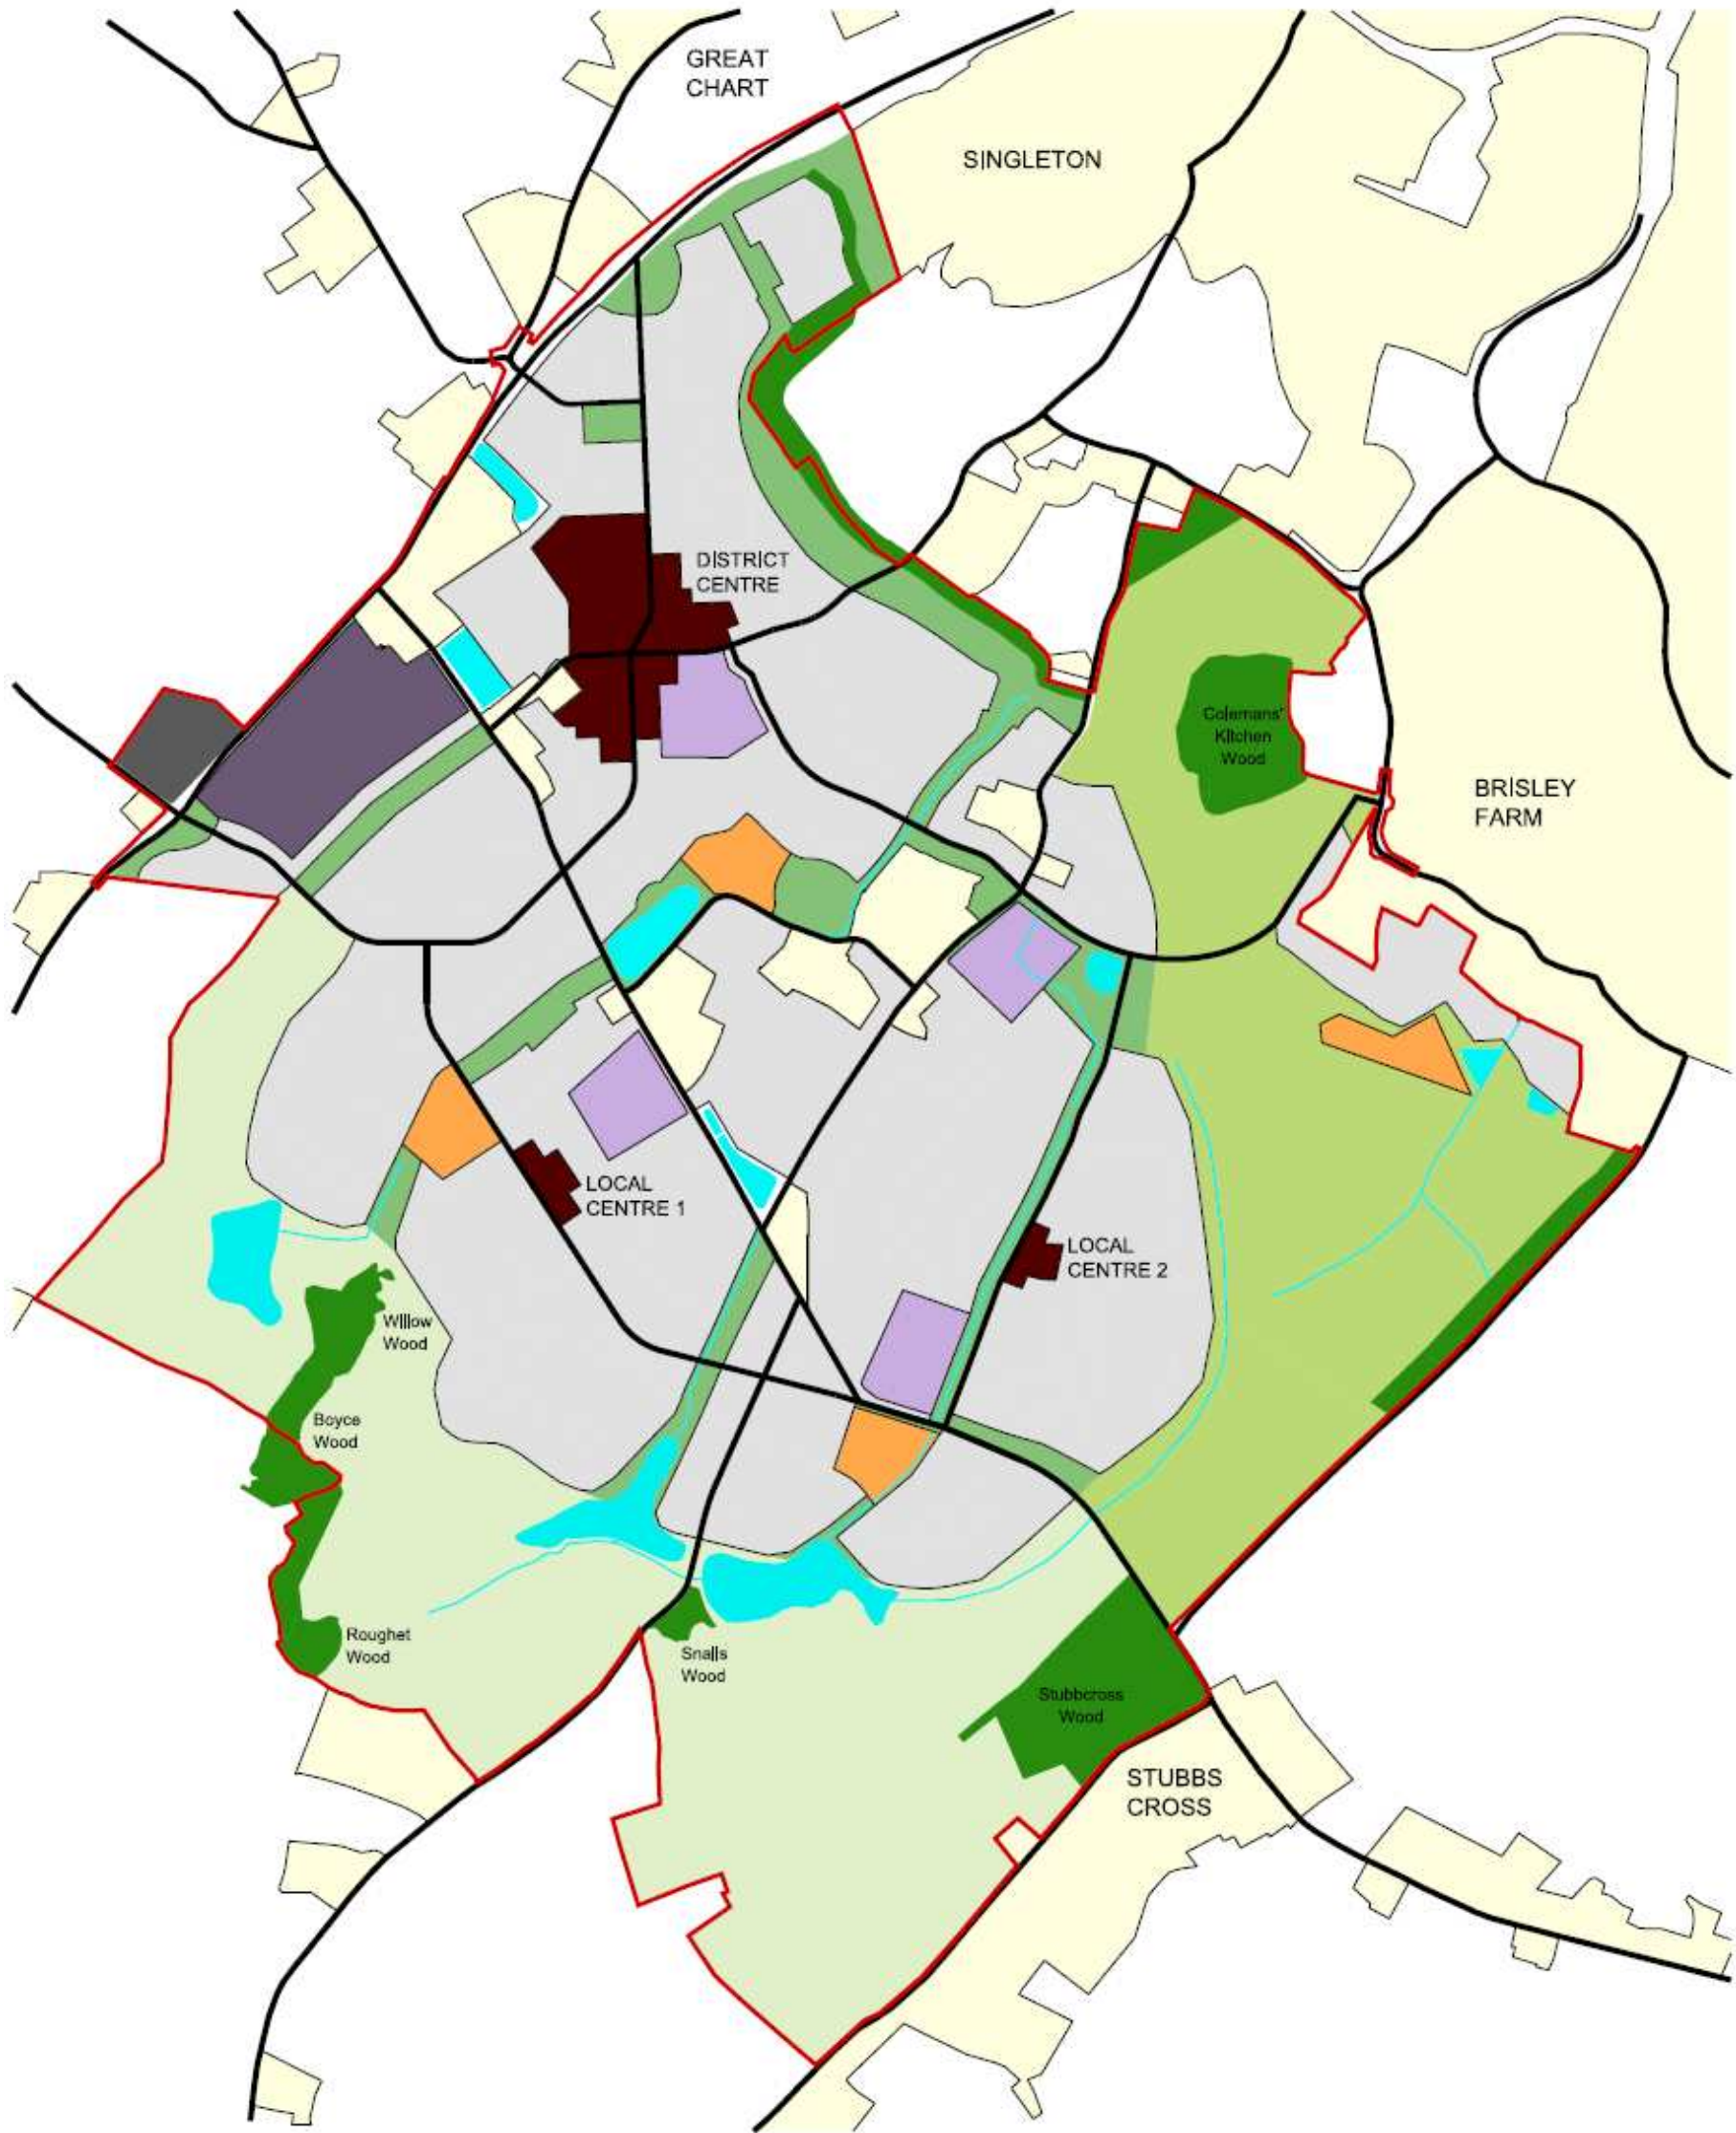 GREAT
CHART
SINGLETON
DISTRICT
CENTRE
Colemans'
Kitchen
Wood
BRISLEY
FARM
LOCAL
CENTRE 1
LOCAL
CENTRE 2
Willow
Wood
Boyce
Wood
Roughet
Wood
Snalls
Wood
Stubbcross
Wood
STUBBS
CROSS